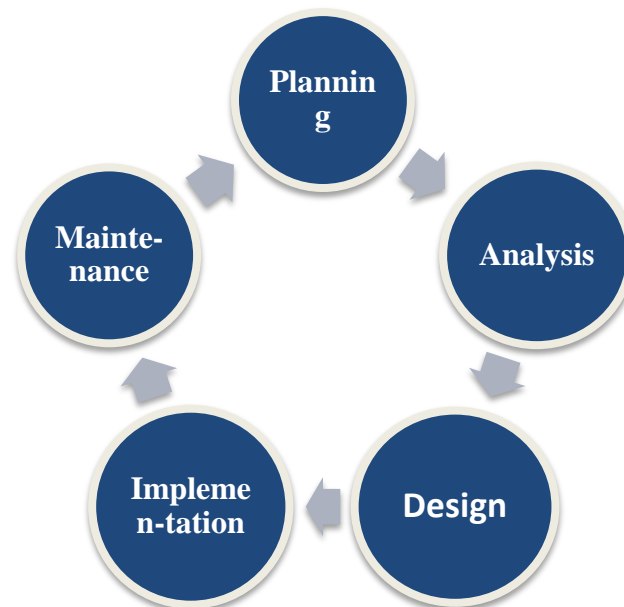 Plannin
g
Analysis
Design
Impleme
n-tation
Mainte-
nance